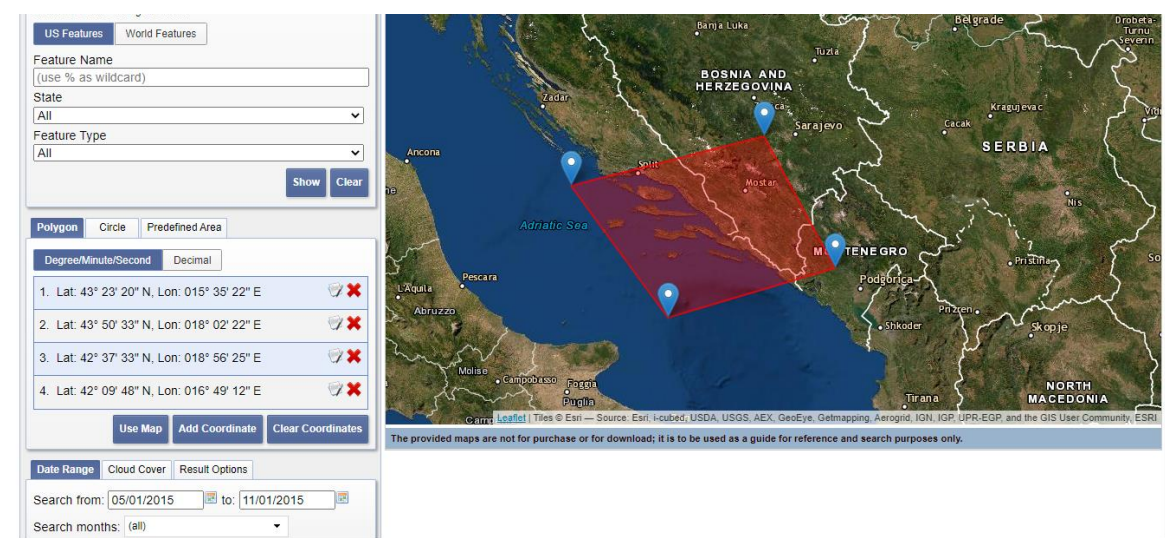 US Features World Features
Feature Name
(use % as wildcard)
State
All
Feature Type
All
Show Clear
Polygon Circle Predefined Area
Degree/Minute/Second Decimal
1. Lat: 43° 23' 20" N, Lon: 015° 35' 22" E
2. Lat: 43° 50' 33" N, Lon: 018° 02' 22" E
3. Lat: 42° 37' 33" N, Lon: 018° 56' 25" E
4. Lat: 42° 09' 48" N, Lon: 016° 49' 12" E
Use Map Add Coordinate Clear Coordinates
Date Range Cloud Cover Result Options
Search from: 05/01/2015 to: 11/01/2015
Search months: (all)
Banja Luka
Belgrade
Drobeta-
Turnu
Severin
Tuzla
BOSNIA AND
HERZEGOVINA
Zadar
Sarajevo
Kragujevac
Cacak
SERBIA
Ancona
Split
Mostar
Nis
Adriatic Sea
TENEGRO
Pristina
So
Pescara
Podgorica
L'Aquila
Abruzzo
Prizren
Shkoder
Skopje
Molise
Campobasso
Foggia
Puglia
Tirana
NORTH
MACEDONIA
Leaflet | Tiles © Esri — Source: Esri, i-cubed, USDA, USGS, AEX, GeoEye, Getmapping, Aerogrid, IGN, IGP, UPR-EGP, and the GIS User Community, ESRI
The provided maps are not for purchase or for download; it is to be used as a guide for reference and search purposes only.